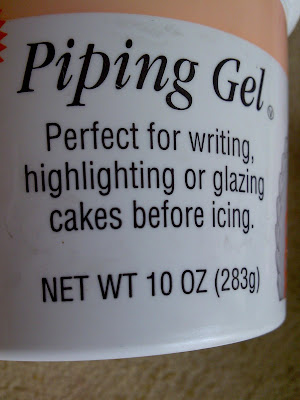 Piping Gel®
Perfect for writing,
highlighting or glazing
cakes before icing.
NET WT 10 OZ (283g)